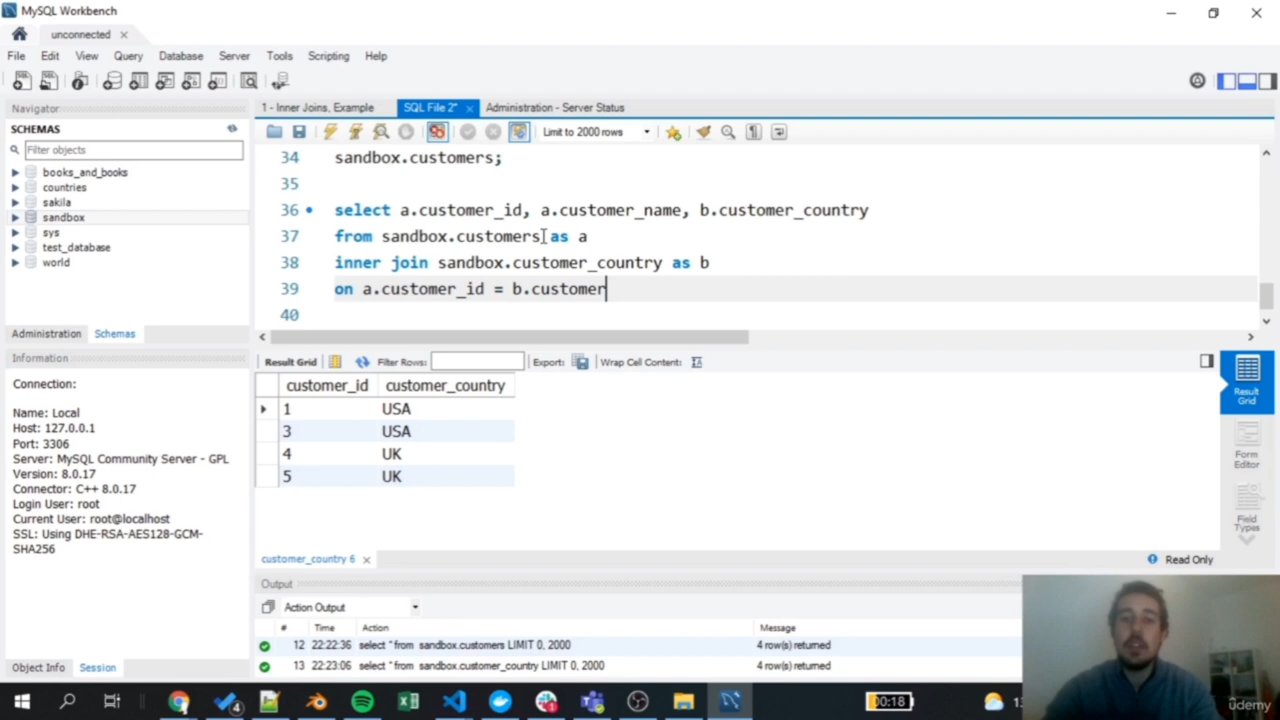 MySQL Workbench
unconnected
File Edit View Query Database Server Tools Scripting Help
Navigator
SCHEMAS
Filter objects
books_and_books
countries
sakila
sandbox
sys
test_database
world
Administration Schemas
Information
Connection:
Name: Local
Host: 127.0.0.1
Port: 3306
Server: MySQL Community Server - GPL
Version: 8.0.17
Connector: C++ 8.0.17
Login User: root
Current User: root@localhost
SSL: Using DHE-RSA-AES128-GCM-
SHA256
Object Info Session
1 - Inner Joins, Example SQL File 2* Administration - Server Status
Limit to 2000 rows
34 sandbox.customers;
35
36 select a.customer_id, a.customer_name, b.customer_country
37 from sandbox.customers as a
38 inner join sandbox.customer_country as b
39 on a.customer_id = b.customer
40
Result Grid Filter Rows: Export: Wrap Cell Content: IA
customer_id customer_country
1 USA
3 USA
4 UK
5 UK
Result
Grid
Form
Editor
Field
Types
customer_country 6
Read Only
Output
Action Output
# Time Action Message
12 22:22:36 select * from sandbox.customers LIMIT 0, 2000 4 row(s) returned
13 22:23:06 select * from sandbox.customer_country LIMIT 0, 2000 4 row(s) returned
4
00:18
ûdemy